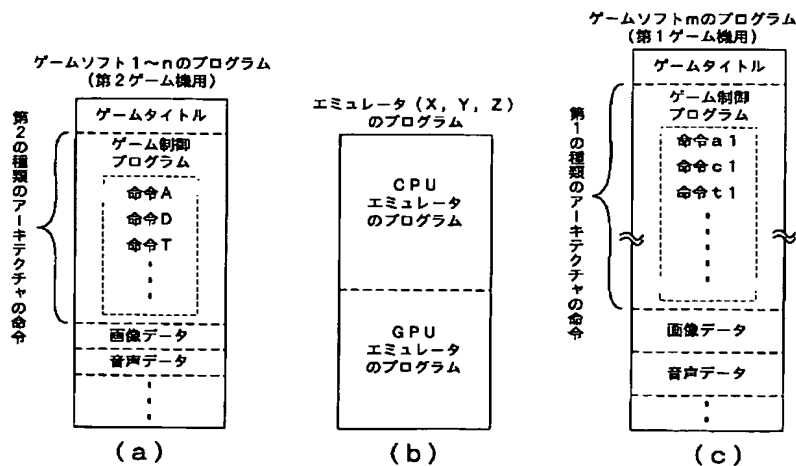 ゲームソフト1~nのプログラム
(第2ゲーム機用)
ゲームタイトル
ゲーム制御
プログラム
命令A
命令D
命令T
画像データ
音声データ
第2の種類のアーキテクチャの命令
(a)
エミュレータ(X, Y, Z)
のプログラム
CPU
エミュレータ
のプログラム
GPU
エミュレータ
のプログラム
(b)
ゲームソフトmのプログラム
(第1ゲーム機用)
ゲームタイトル
ゲーム制御
プログラム
命令a1
命令c1
命令t1
画像データ
音声データ
第1の種類のアーキテクチャの命令
(c)